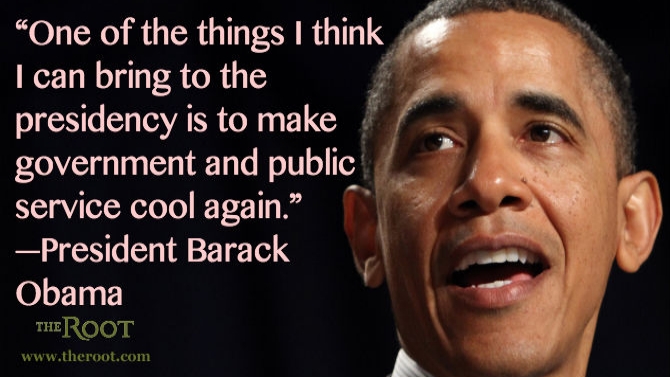 “One of the things I think
I can bring to the
presidency is to make
government and public
service cool again.”
—President Barack
Obama
THE ROOT
www.theroot.com